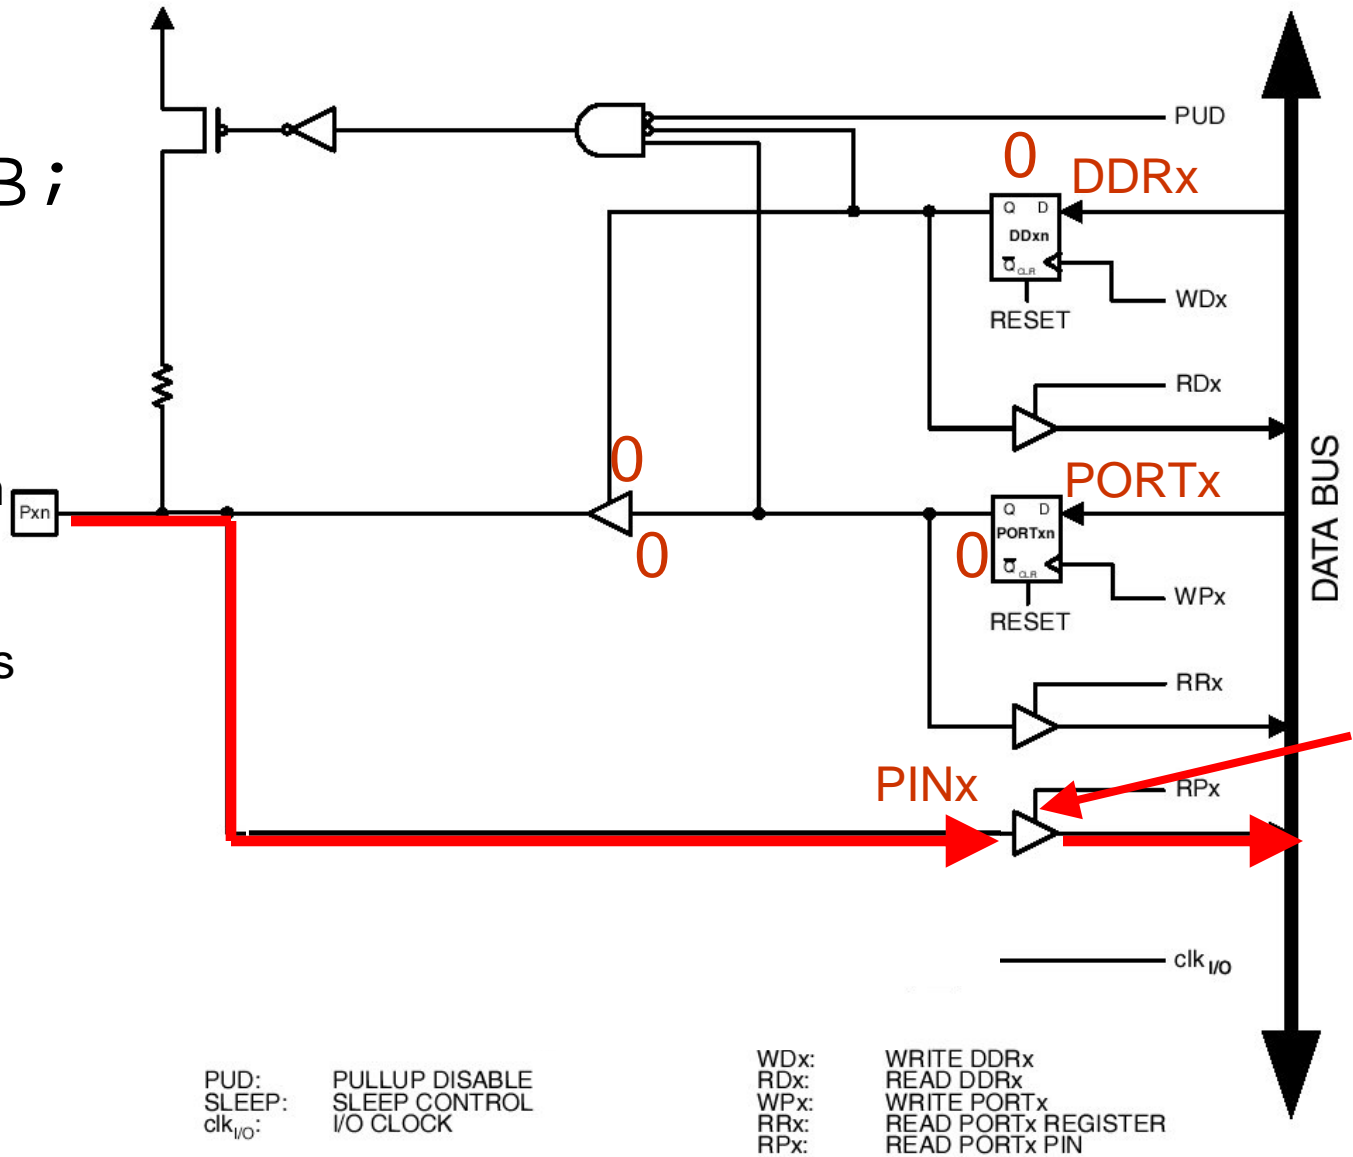 PUD
0
DDRx
B;
Q D
DDxn
Q CLR
WDx
RESET
RDx
0
PORTx
Pxn
Q D
PORTxn
0
0
Q CLR
WPx
RESET
DATA BUS
s
RRx
PINx
RPx
clk I/O
PUD: PULLUP DISABLE
SLEEP: SLEEP CONTROL
clk I/O: I/O CLOCK
WDx: WRITE DDRx
RDx: READ DDRx
WPx: WRITE PORTx
RRx: READ PORTx REGISTER
RPx: READ PORTx PIN